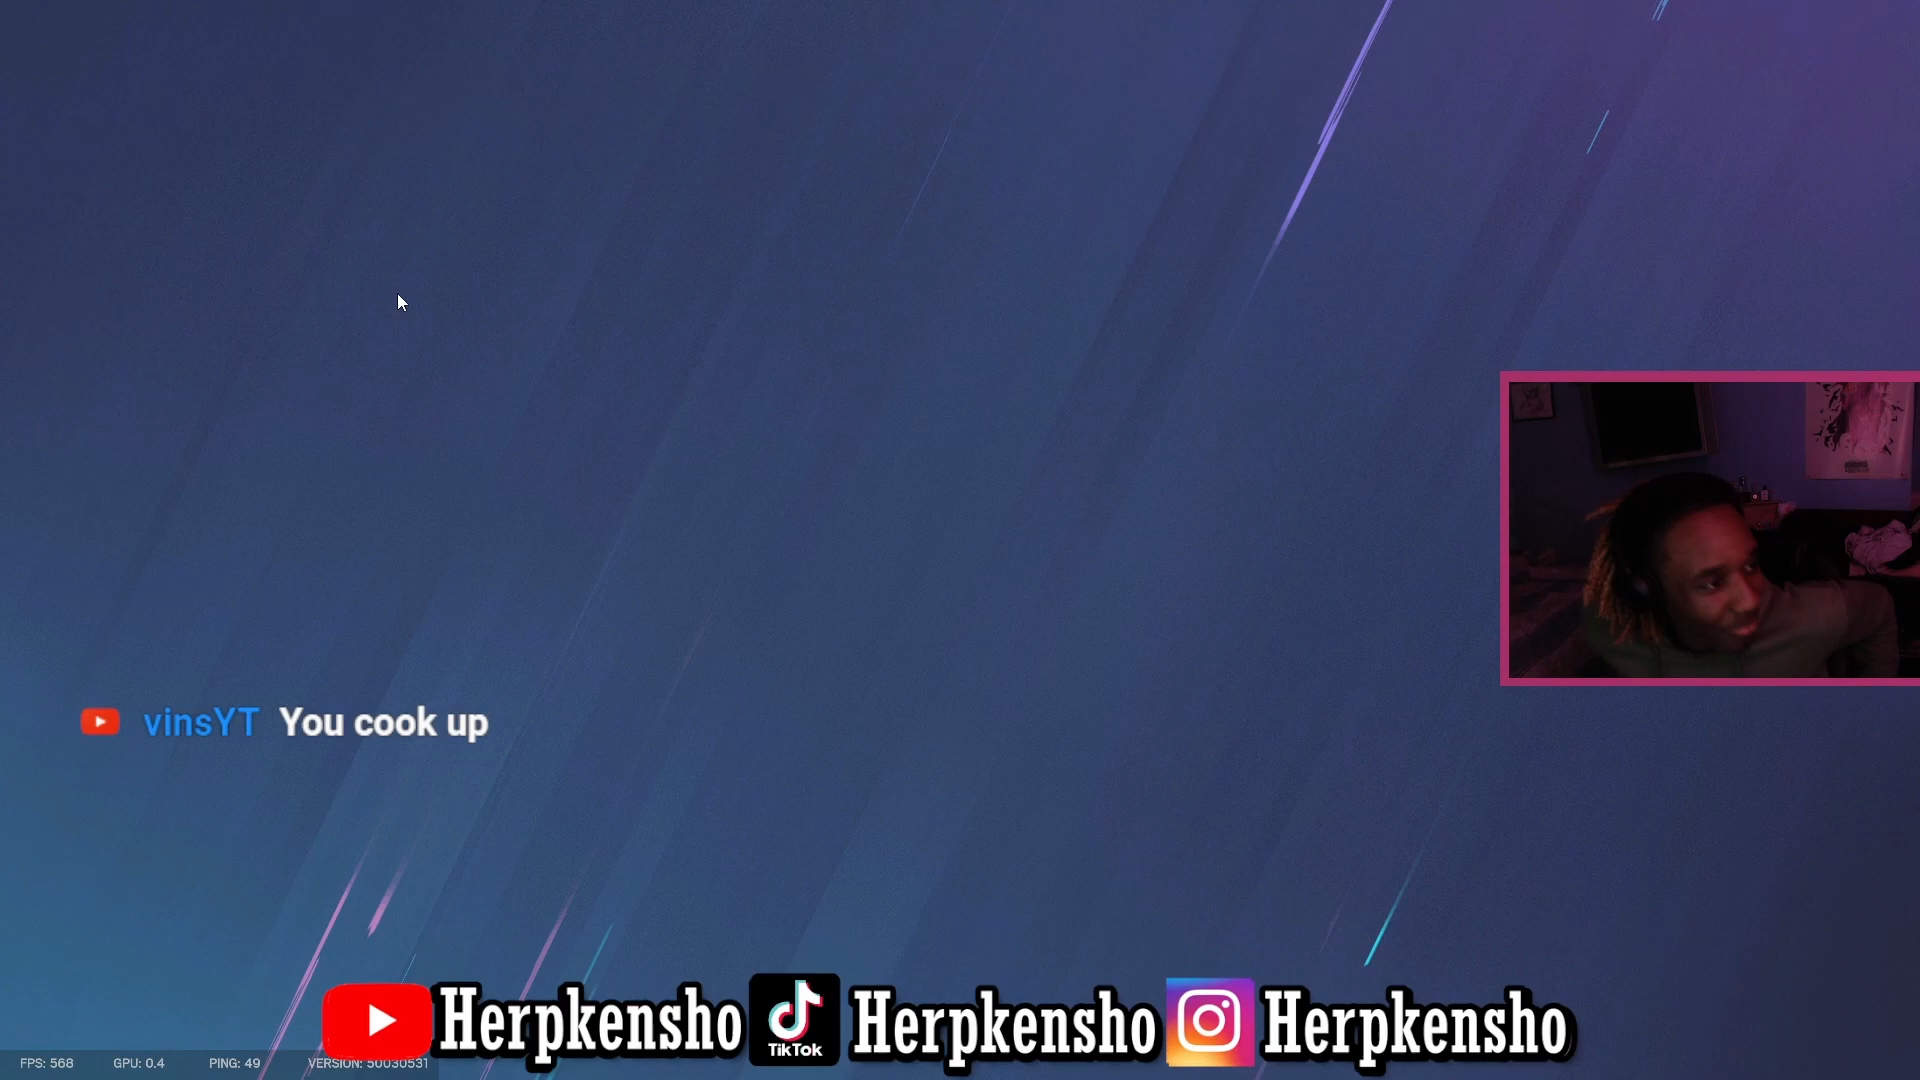 vinsYT You cook up
Herpkensho TikTok Herpkensho Herpkensho
FPS: 568 GPU: 0.4 PING: 49 VERSION: 50030531